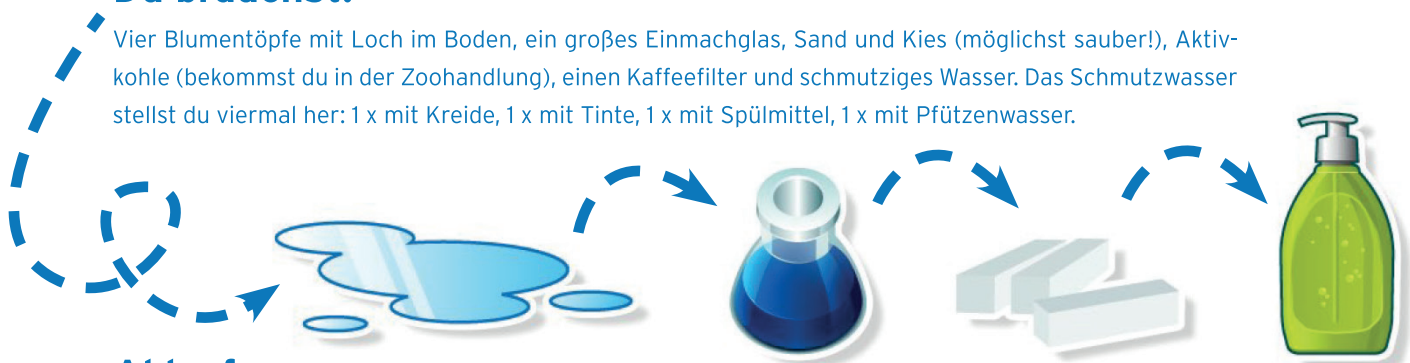 Du brauchst:
Vier Blumentöpfe mit Loch im Boden, ein großes Einmachglas, Sand und Kies (möglichst sauber!), Aktiv-
kohle (bekommst du in der Zoohandlung), einen Kaffeefilter und schmutziges Wasser. Das Schmutzwasser
stellst du viermal her: 1 x mit Kreide, 1 x mit Tinte, 1 x mit Spülmittel, 1 x mit Pfützenwasser.